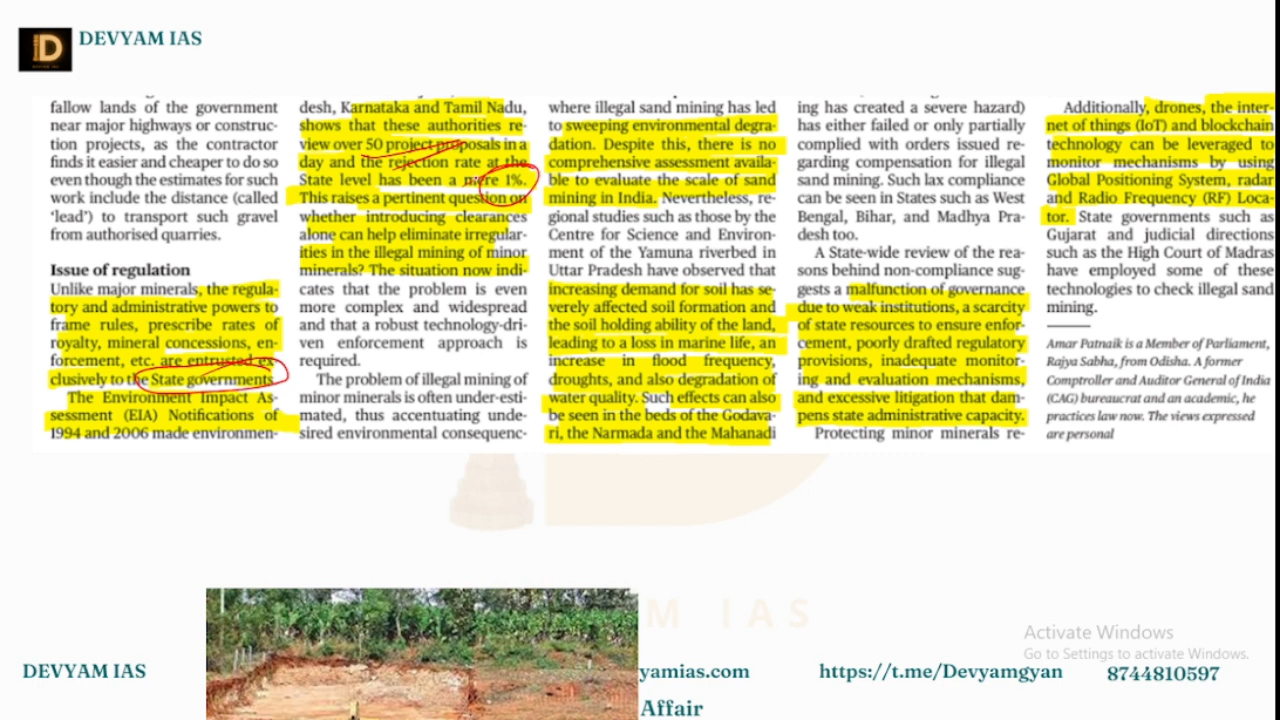 DEVYAM IAS
fallow lands of the government
near major highways or construc-
tion projects, as the contractor
finds it easier and cheaper to do so
even though the estimates for such
work include the distance (called
'lead') to transport such gravel
from authorised quarries.
Issue of regulation
Unlike major minerals, the regula-
tory and administrative powers to
frame rules, prescribe rates of
royalty, mineral concessions, en-
forcement, etc. are entrusted ex
clusively to the State governments
The Environment Impact As-
sessment (EIA) Notifications of
1994 and 2006 made environmen-
desh, Karnataka and Tamil Nadu,
shows that these authorities re-
view over 50 project proposals in a
day and the rejection rate at the
State level has been a mere 1%.
This raises a pertinent question on
whether introducing clearances
alone can help eliminate irregular-
ities in the illegal mining of minor
minerals? The situation now indi-
cates that the problem is even
more complex and widespread
and that a robust technology-dri-
ven enforcement approach is
required.
The problem of illegal mining of
minor minerals is often under-esti-
mated, thus accentuating unde-
sired environmental consequenc-
where illegal sand mining has led
to sweeping environmental degra-
dation. Despite this, there is no
comprehensive assessment availa-
ble to evaluate the scale of sand
mining in India. Nevertheless, re-
gional studies such as those by the
Centre for Science and Environ-
ment of the Yamuna riverbed in
Uttar Pradesh have observed that
increasing demand for soil has se-
verely affected soil formation and
the soil holding ability of the land,
leading to a loss in marine life, an
increase in flood frequency,
droughts, and also degradation of
water quality. Such effects can also
be seen in the beds of the Godava-
ri, the Narmada and the Mahanadi
ing has created a severe hazard)
has either failed or only partially
complied with orders issued re-
garding compensation for illegal
sand mining. Such lax compliance
can be seen in States such as West
Bengal, Bihar, and Madhya Pra-
desh too.
A State-wide review of the rea-
sons behind non-compliance sug-
gests a malfunction of governance
due to weak institutions, a scarcity
of state resources to ensure enfor-
cement, poorly drafted regulatory
provisions, inadequate monitor-
ing and evaluation mechanisms,
and excessive litigation that dam-
pens state administrative capacity.
Protecting minor minerals re-
Additionally, drones, the inter-
net of things (IoT) and blockchain
technology can be leveraged to
monitor mechanisms by using
Global Positioning System, radar
and Radio Frequency (RF) Loca-
tor. State governments such as
Gujarat and judicial directions
such as the High Court of Madras
have employed some of these
technologies to check illegal sand
mining.
Amar Patnaik is a Member of Parliament,
Rajya Sabha, from Odisha. A former
Comptroller and Auditor General of India
(CAG) bureaucrat and an academic, he
practices law now. The views expressed
are personal
M IAS
Activate Windows
Go to Settings to activate Windows.
DEVYAM IAS
yamias.com
https://t.me/Devyamgyan
8744810597
Affair